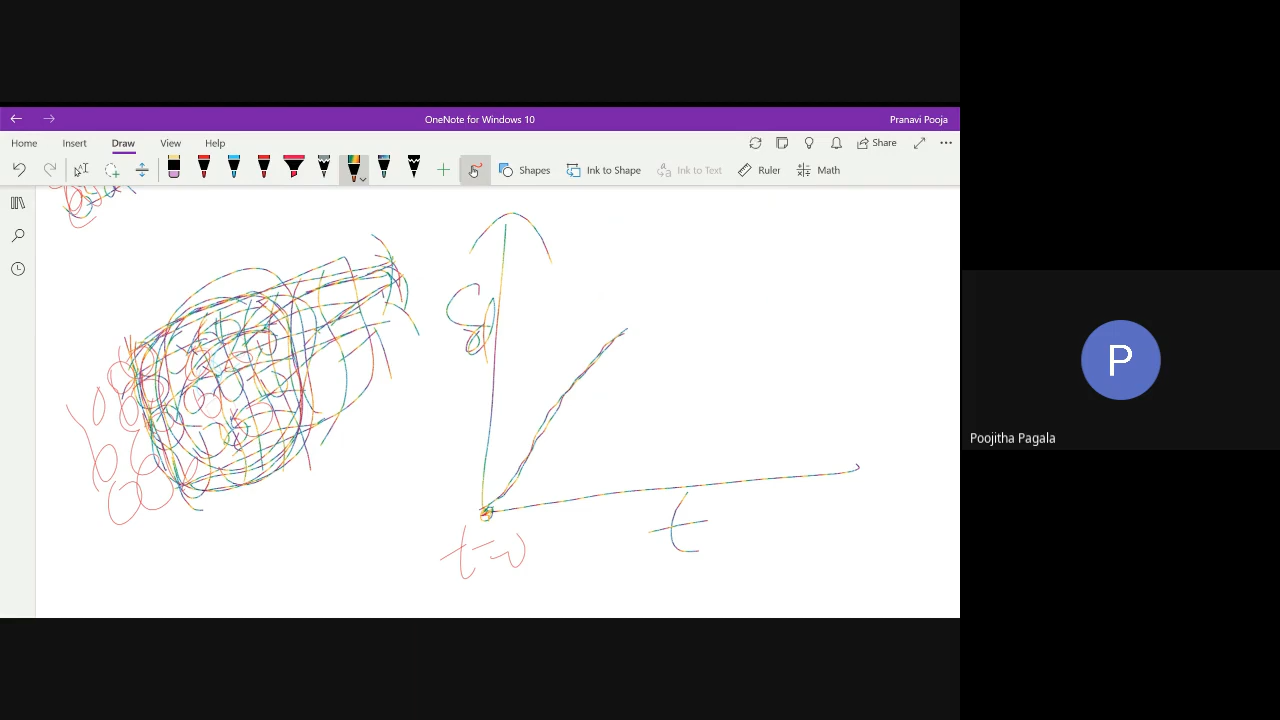 OneNote for Windows 10
Pranavi Pooja
Home Insert Draw View Help
Share
Shapes Ink to Shape Ink to Text Ruler Math
t=0
t
P
Poojitha Pagala